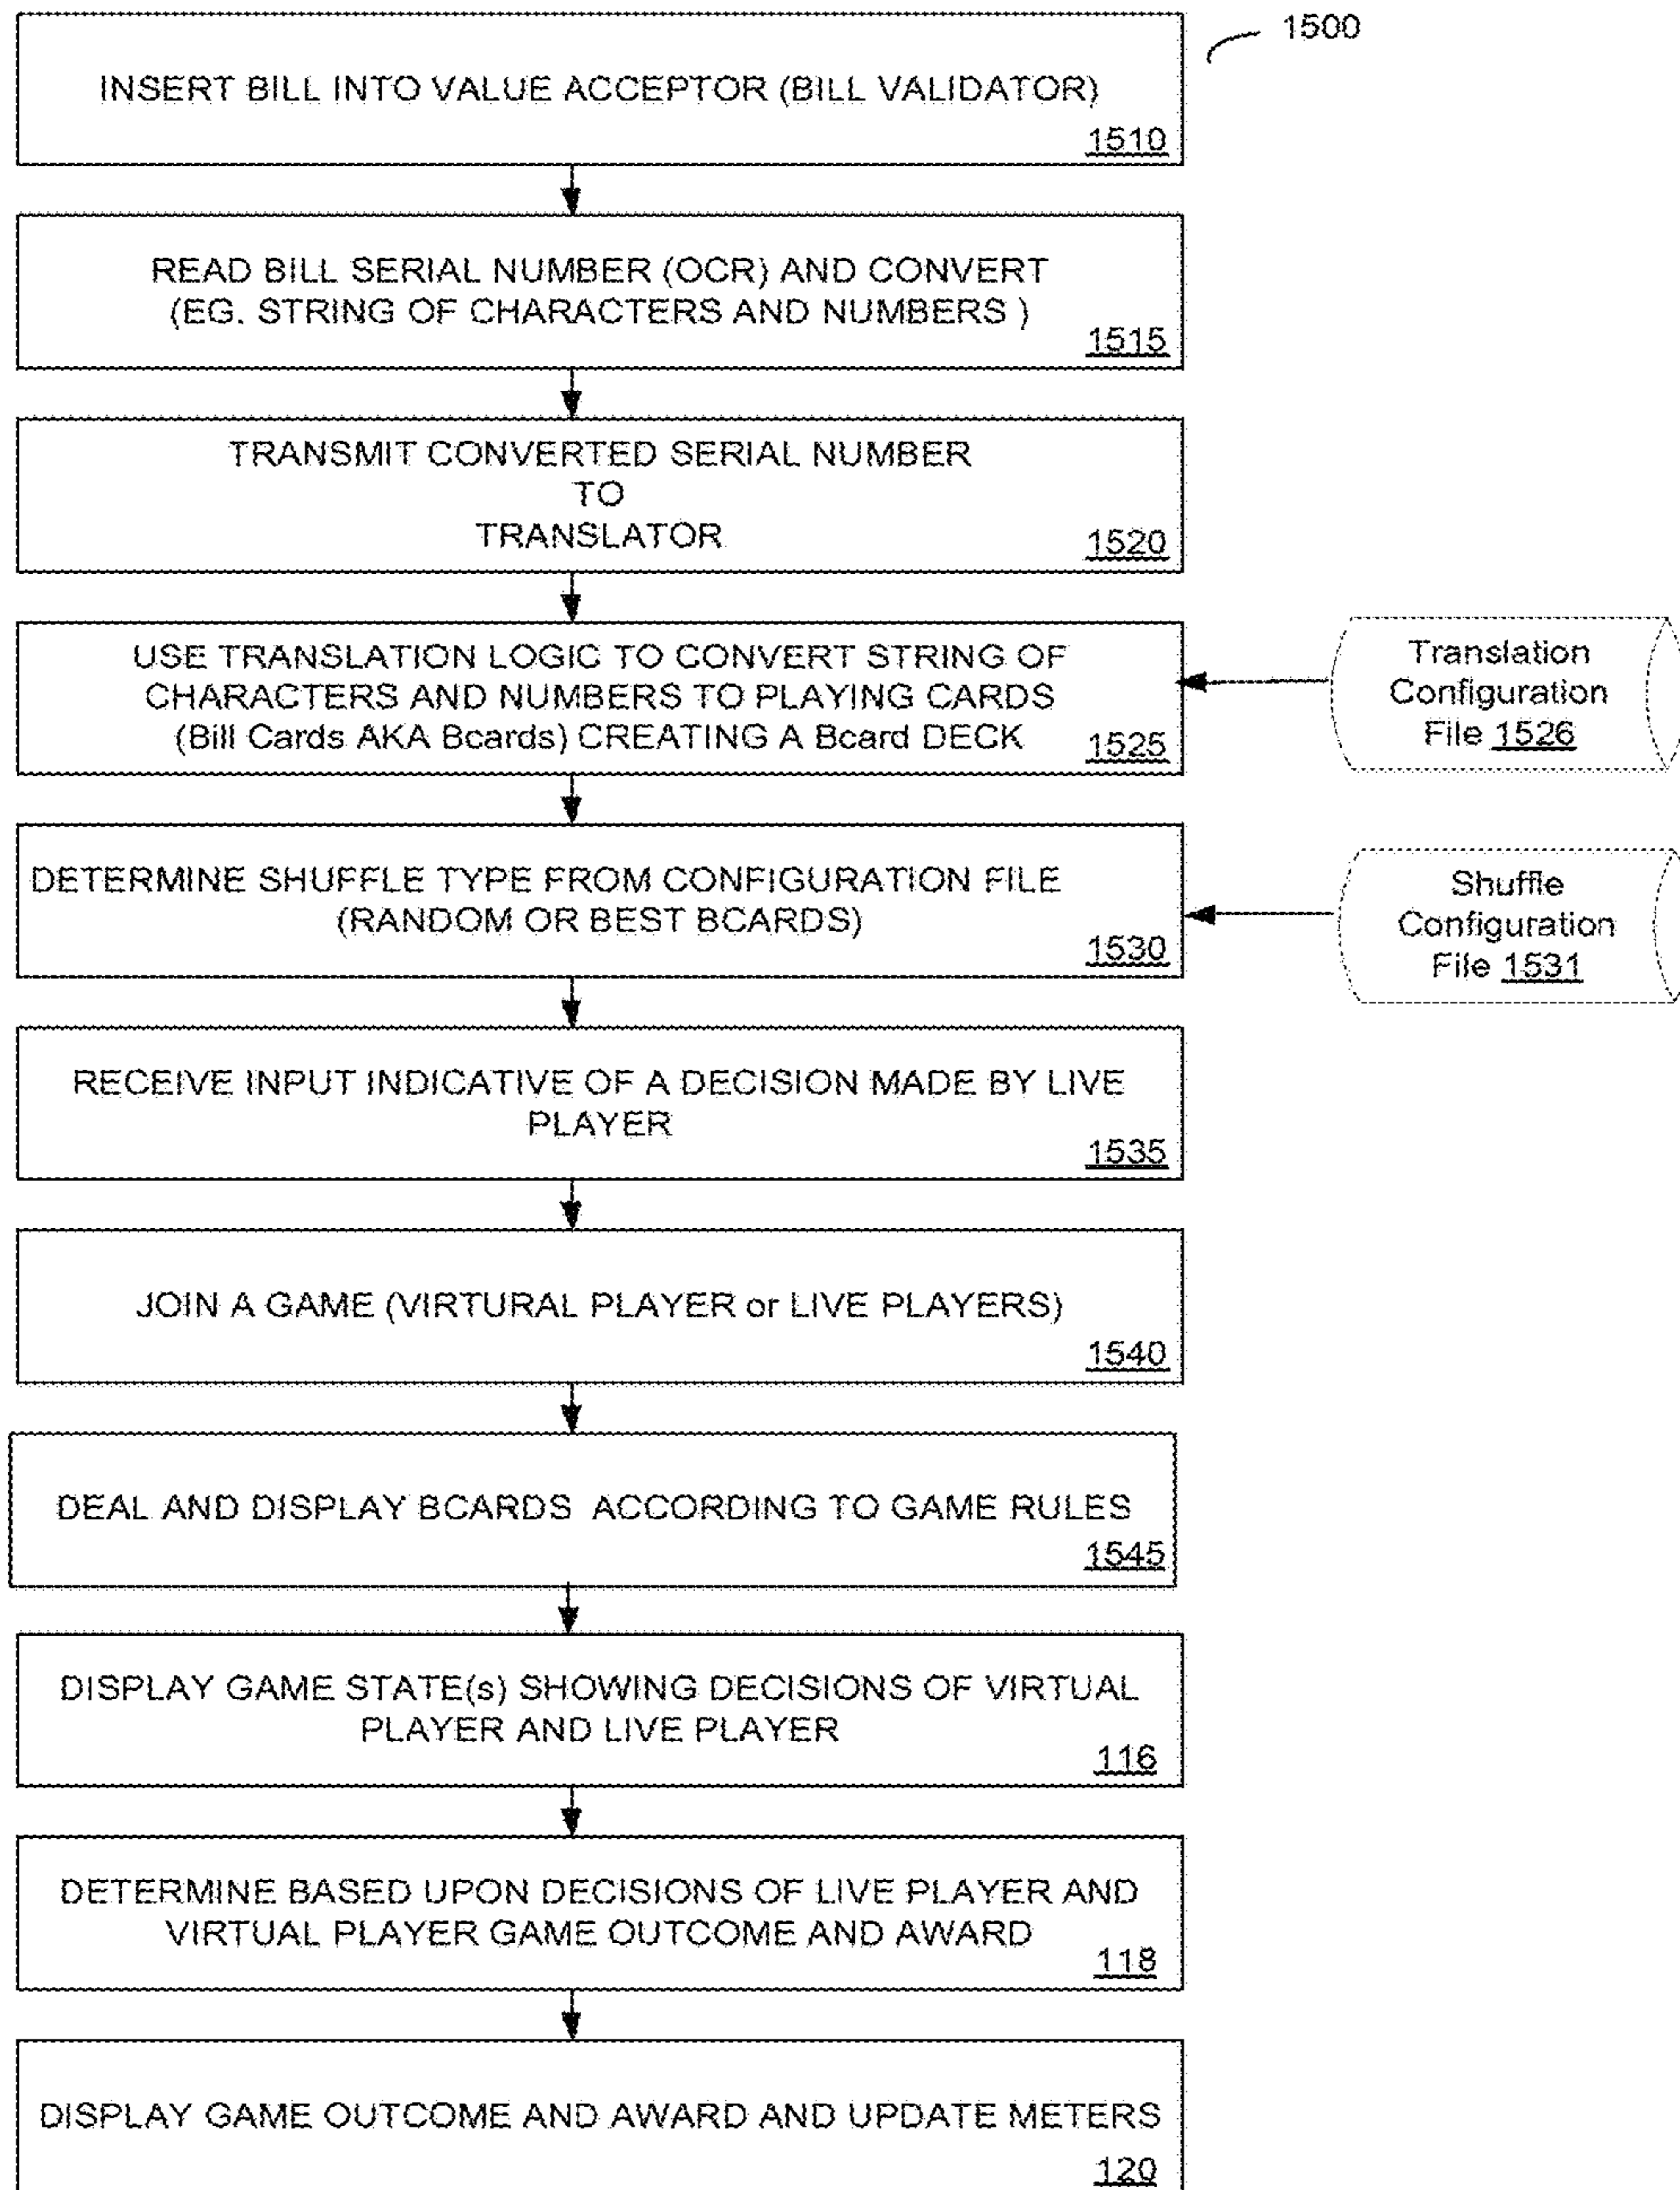 1500
INSERT BILL INTO VALUE ACCEPTOR (BILL VALIDATOR)
1510
READ BILL SERIAL NUMBER (OCR) AND CONVERT
(EG. STRING OF CHARACTERS AND NUMBERS )
1515
TRANSMIT CONVERTED SERIAL NUMBER
TO
TRANSLATOR
1520
USE TRANSLATION LOGIC TO CONVERT STRING OF
CHARACTERS AND NUMBERS TO PLAYING CARDS
(Bill Cards AKA Bcards) CREATING A Bcard DECK
1525
Translation
Configuration
File 1526
DETERMINE SHUFFLE TYPE FROM CONFIGURATION FILE
(RANDOM OR BEST BCARDS)
1530
Shuffle
Configuration
File 1531
RECEIVE INPUT INDICATIVE OF A DECISION MADE BY LIVE
PLAYER
1535
JOIN A GAME (VIRTURAL PLAYER or LIVE PLAYERS)
1540
DEAL AND DISPLAY BCARDS ACCORDING TO GAME RULES
1545
DISPLAY GAME STATE(s) SHOWING DECISIONS OF VIRTUAL
PLAYER AND LIVE PLAYER
116
DETERMINE BASED UPON DECISIONS OF LIVE PLAYER AND
VIRTUAL PLAYER GAME OUTCOME AND AWARD
118
DISPLAY GAME OUTCOME AND AWARD AND UPDATE METERS
120